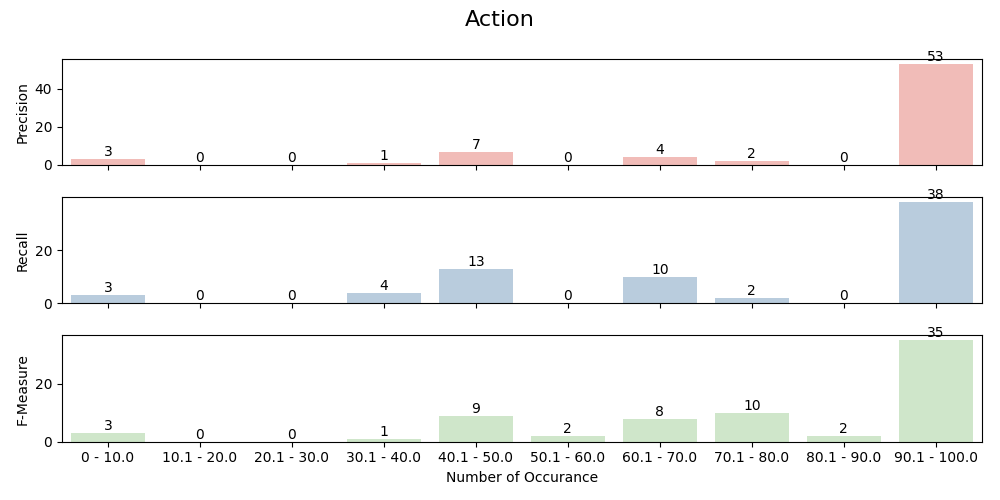 Action
Precision
40
20
0
3 0 0 1 7 0 4 2 0 53
Recall
20
0
3 0 0 4 13 0 10 2 0 38
F-Measure
20
0
3 0 0 1 9 2 8 10 2 35
0 - 10.0 10.1 - 20.0 20.1 - 30.0 30.1 - 40.0 40.1 - 50.0 50.1 - 60.0 60.1 - 70.0 70.1 - 80.0 80.1 - 90.0 90.1 - 100.0
Number of Occurance